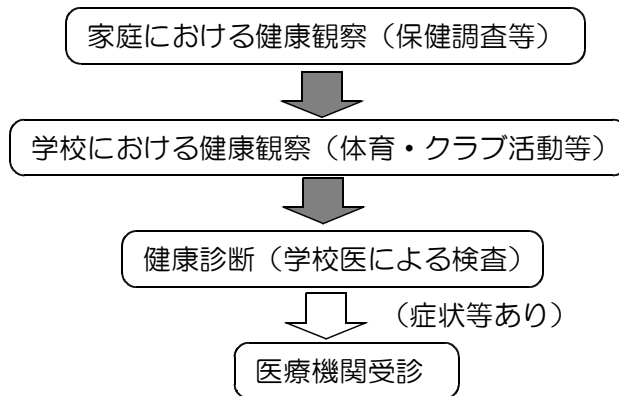 家庭における健康観察（保健調査等）
学校における健康観察（体育・クラブ活動等）
健康診断（学校医による検査）
（症状等あり）
医療機関受診